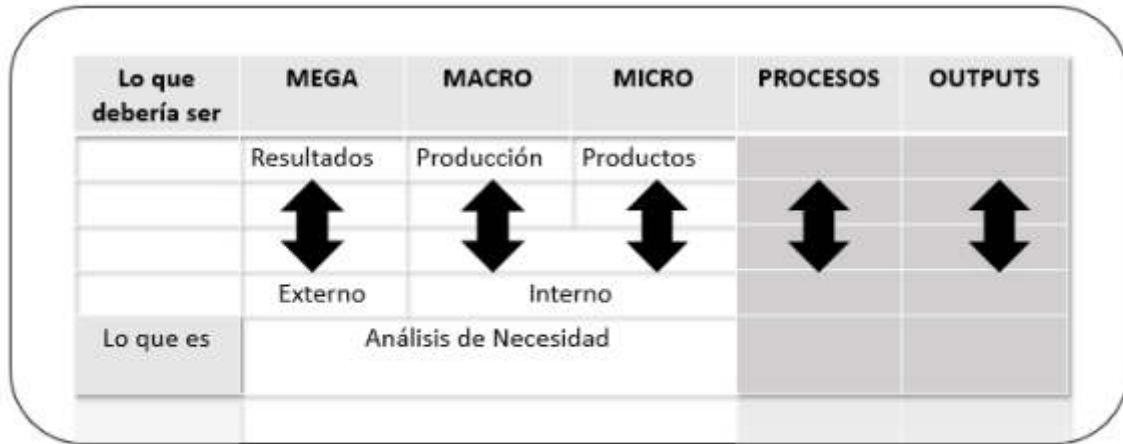 Lo que debería ser MEGA MACRO MICRO PROCESOS OUTPUTS
Resultados Producción Productos
Externo Interno
Lo que es Análisis de Necesidad